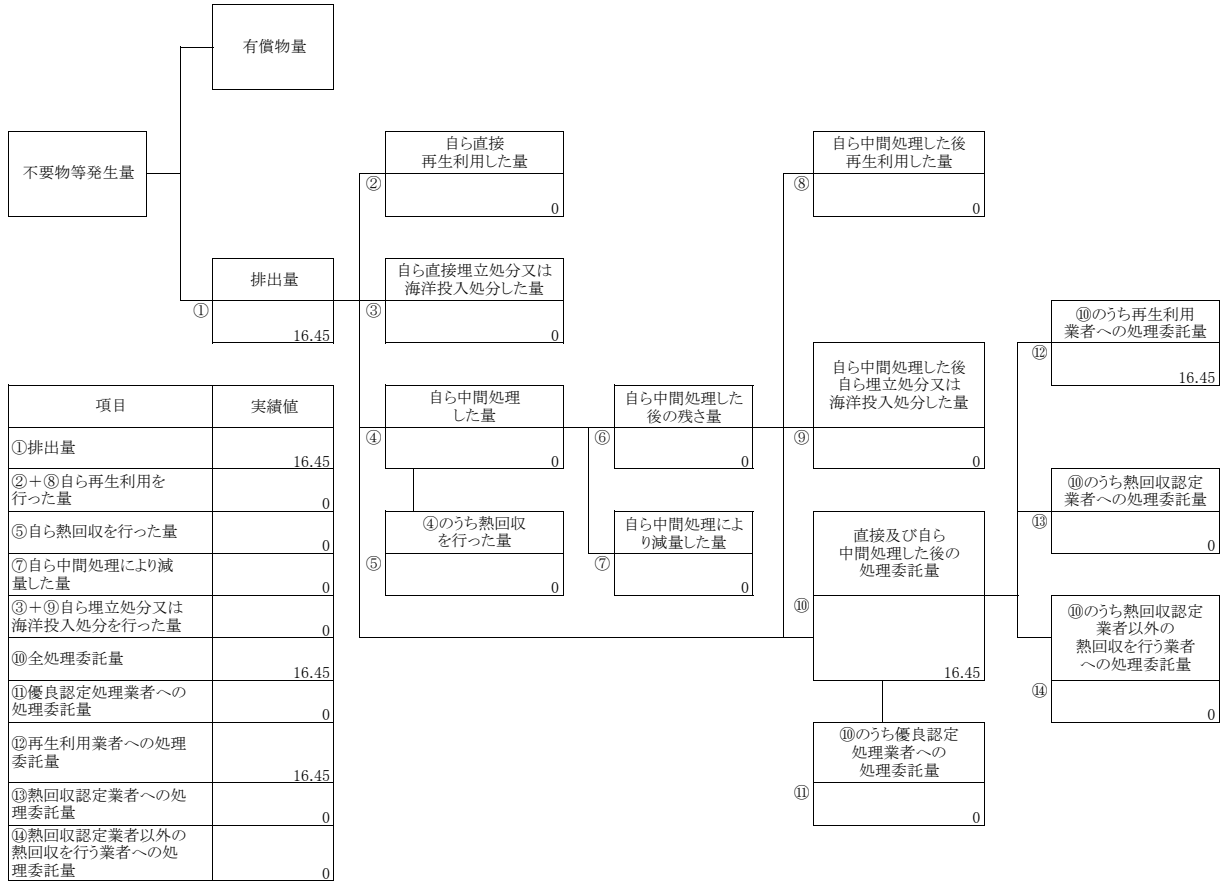 有償物量
不要物等発生量
自ら直接
再生利用した量
②
0
自ら中間処理した後
再生利用した量
⑧
0
排出量
①
16.45
自ら直接埋立処分又は
海洋投入処分した量
③
0
自ら中間処理
した量
④
0
自ら中間処理した
後の残さ量
⑥
0
自ら中間処理した後
自ら埋立処分又は
海洋投入処分した量
⑨
0
⑩のうち再生利用
業者への処理委託量
⑫
16.45
④のうち熱回収
を行った量
⑤
0
自ら中間処理によ
り減量した量
⑦
0
直接及び自ら
中間処理した後の
処理委託量
⑩
16.45
⑩のうち熱回収認定
業者への処理委託量
⑬
0
⑩のうち熱回収認定
業者以外の
熱回収を行う業者
への処理委託量
⑭
0
⑩のうち優良認定
処理業者への
処理委託量
⑪
0
項目 実績値
①排出量
16.45
②＋⑧自ら再生利用を
行った量
0
⑤自ら熱回収を行った量
0
⑦自ら中間処理により減
量した量
0
③＋⑨自ら埋立処分又は
海洋投入処分を行った量
0
⑩全処理委託量
16.45
⑪優良認定処理業者への
処理委託量
0
⑫再生利用業者への処理
委託量
16.45
⑬熱回収認定業者への処
理委託量
0
⑭熱回収認定業者以外の
熱回収を行う業者への処
理委託量
0